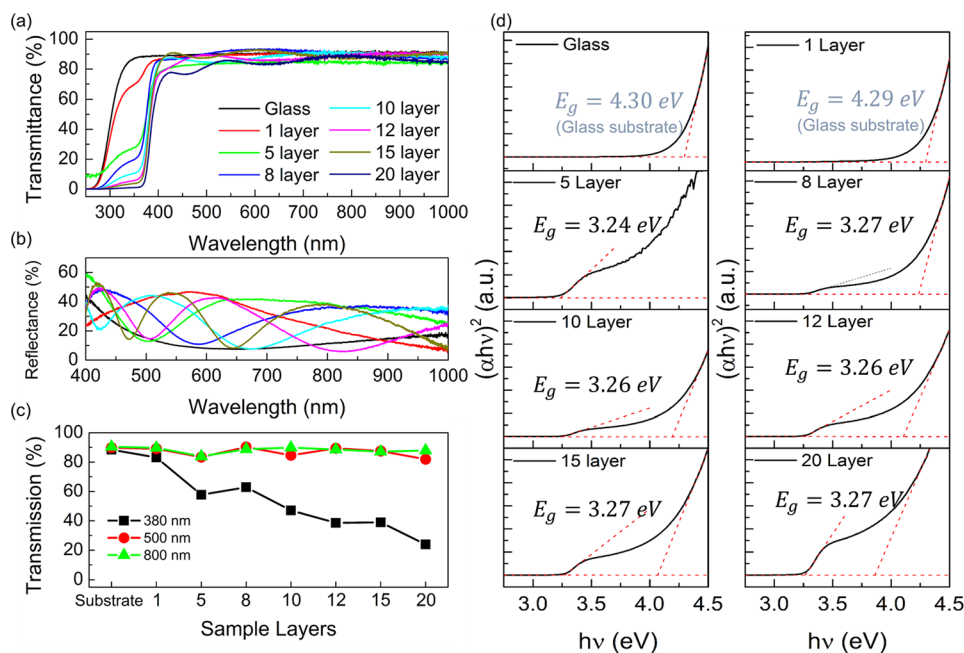 (a)
Transmittance (%)
100
80
60
40
20
0
Glass
1 layer
5 layer
8 layer
10 layer
12 layer
15 layer
20 layer
300 400 500 600 700 800 900 1000
Wavelength (nm)
(b)
Reflectance (%)
60
40
20
0
400 500 600 700 800 900 1000
Wavelength (nm)
(c)
Transmission (%)
100
80
60
40
20
0
380 nm
500 nm
800 nm
Substrate 1 5 8 10 12 15 20
Sample Layers
(d)
(αhν)² (a.u.)
(αhν)² (a.u.)
Glass
E_g = 4.30 eV
(Glass substrate)
1 Layer
E_g = 4.29 eV
(Glass substrate)
5 Layer
E_g = 3.24 eV
8 Layer
E_g = 3.27 eV
10 Layer
E_g = 3.26 eV
12 Layer
E_g = 3.26 eV
15 layer
E_g = 3.27 eV
20 Layer
E_g = 3.27 eV
3.0 3.5 4.0 4.5
3.0 3.5 4.0 4.5
hν (eV)
hν (eV)